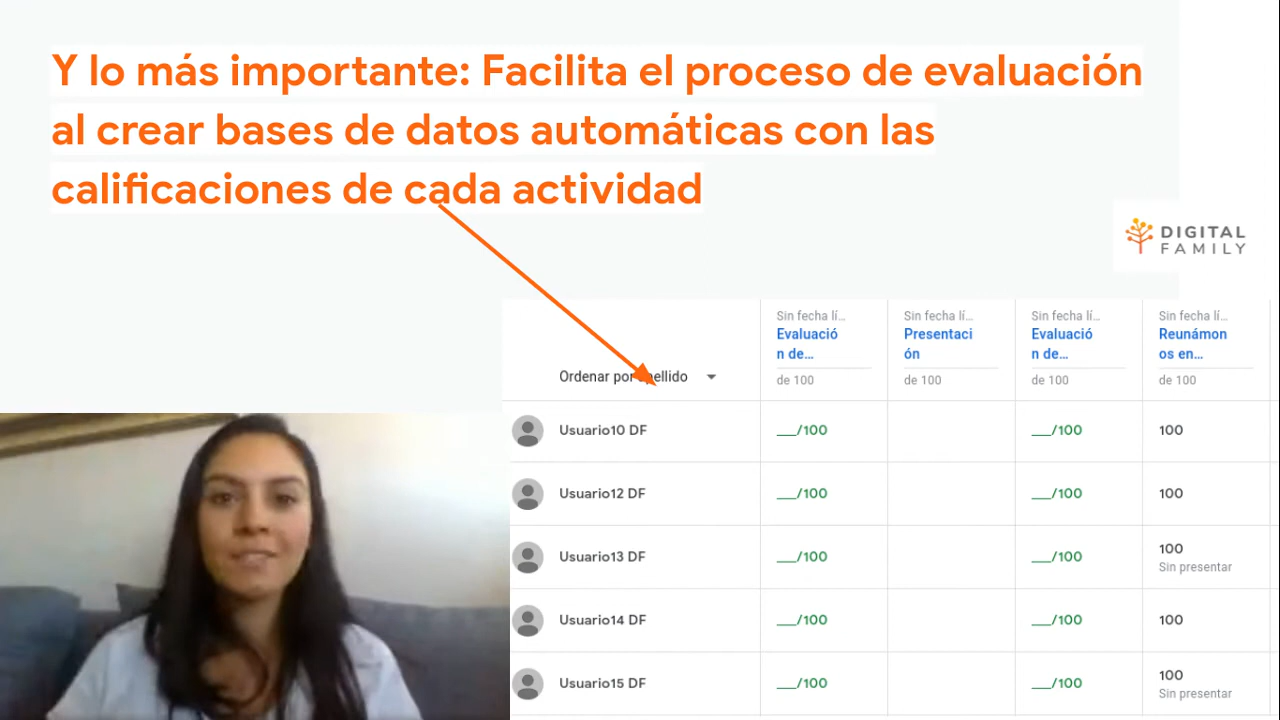 Y lo más importante: Facilita el proceso de evaluación
al crear bases de datos automáticas con las
calificaciones de cada actividad
DIGITAL
FAMILY
Sin fecha lí... Sin fecha lí... Sin fecha lí... Sin fecha lí...
Evaluació Presentaci Evaluació Reunámon
n de... ón n de... os en...
Ordenar por apellido de 100 de 100 de 100 de 100
Usuario10 DF ___/100 ___/100 100
Usuario12 DF ___/100 ___/100 100
Usuario13 DF ___/100 ___/100 100
Sin presentar
Usuario14 DF ___/100 ___/100 100
Usuario15 DF ___/100 ___/100 100
Sin presentar